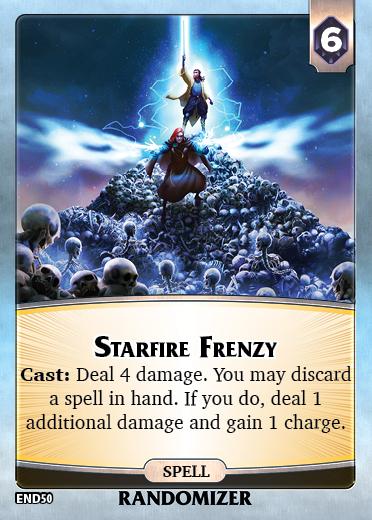 6
Starfire Frenzy
Cast: Deal 4 damage. You may discard
a spell in hand. If you do, deal 1
additional damage and gain 1 charge.
SPELL
END50
RANDOMIZER